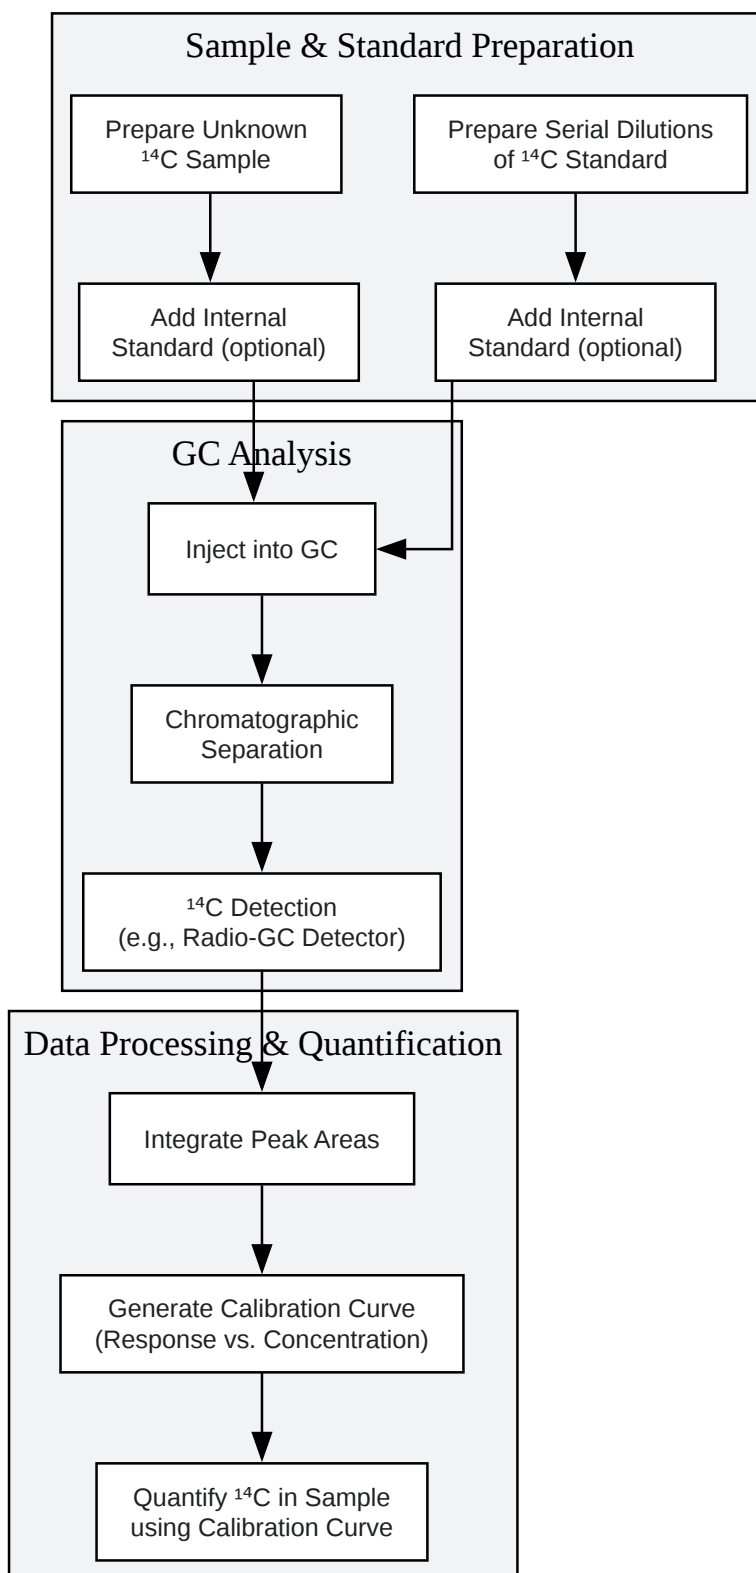 Sample & Standard Preparation
Prepare Unknown
¹⁴C Sample
Prepare Serial Dilutions
of ¹⁴C Standard
Add Internal
Standard (optional)
Add Internal
Standard (optional)
GC Analysis
Inject into GC
Chromatographic
Separation
¹⁴C Detection
(e.g., Radio-GC Detector)
Data Processing & Quantification
Integrate Peak Areas
Generate Calibration Curve
(Response vs. Concentration)
Quantify ¹⁴C in Sample
using Calibration Curve